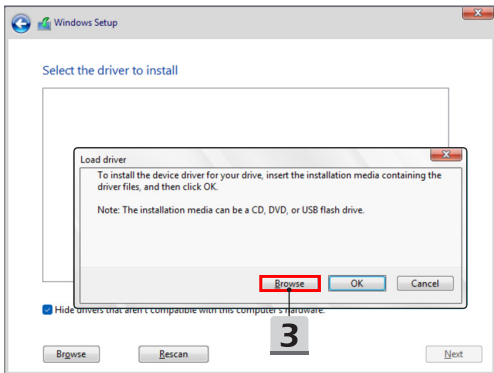 Windows Setup
Select the driver to install
Load driver
To install the device driver for your drive, insert the installation media containing the
driver files, and then click OK.
Note: The installation media can be a CD, DVD, or USB flash drive.
Browse OK Cancel
Hide drivers that aren't compatible with this computer's hardware.
3
Browse Rescan Next